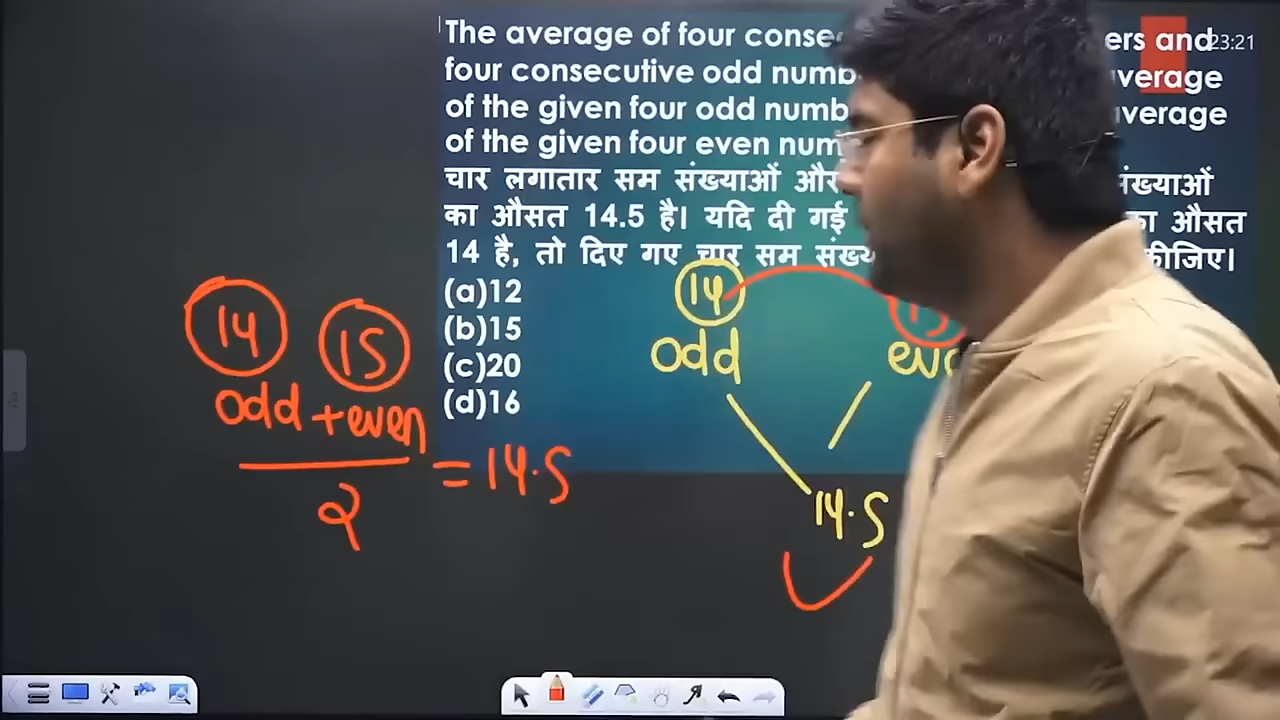 The average of four conse ers and
23:21
four consecutive odd numb verage
of the given four odd numb verage
of the given four even num
चार लगातार सम संख्याओं और संख्याओं
का औसत 14.5 है। यदि दी गई का औसत
14 है, तो दिए गए चार सम संख्य कीजिए।
(a)12
(b)15
(c)20
(d)16
14 15
odd + even
2
= 14.5
14 15
odd eve
14.5